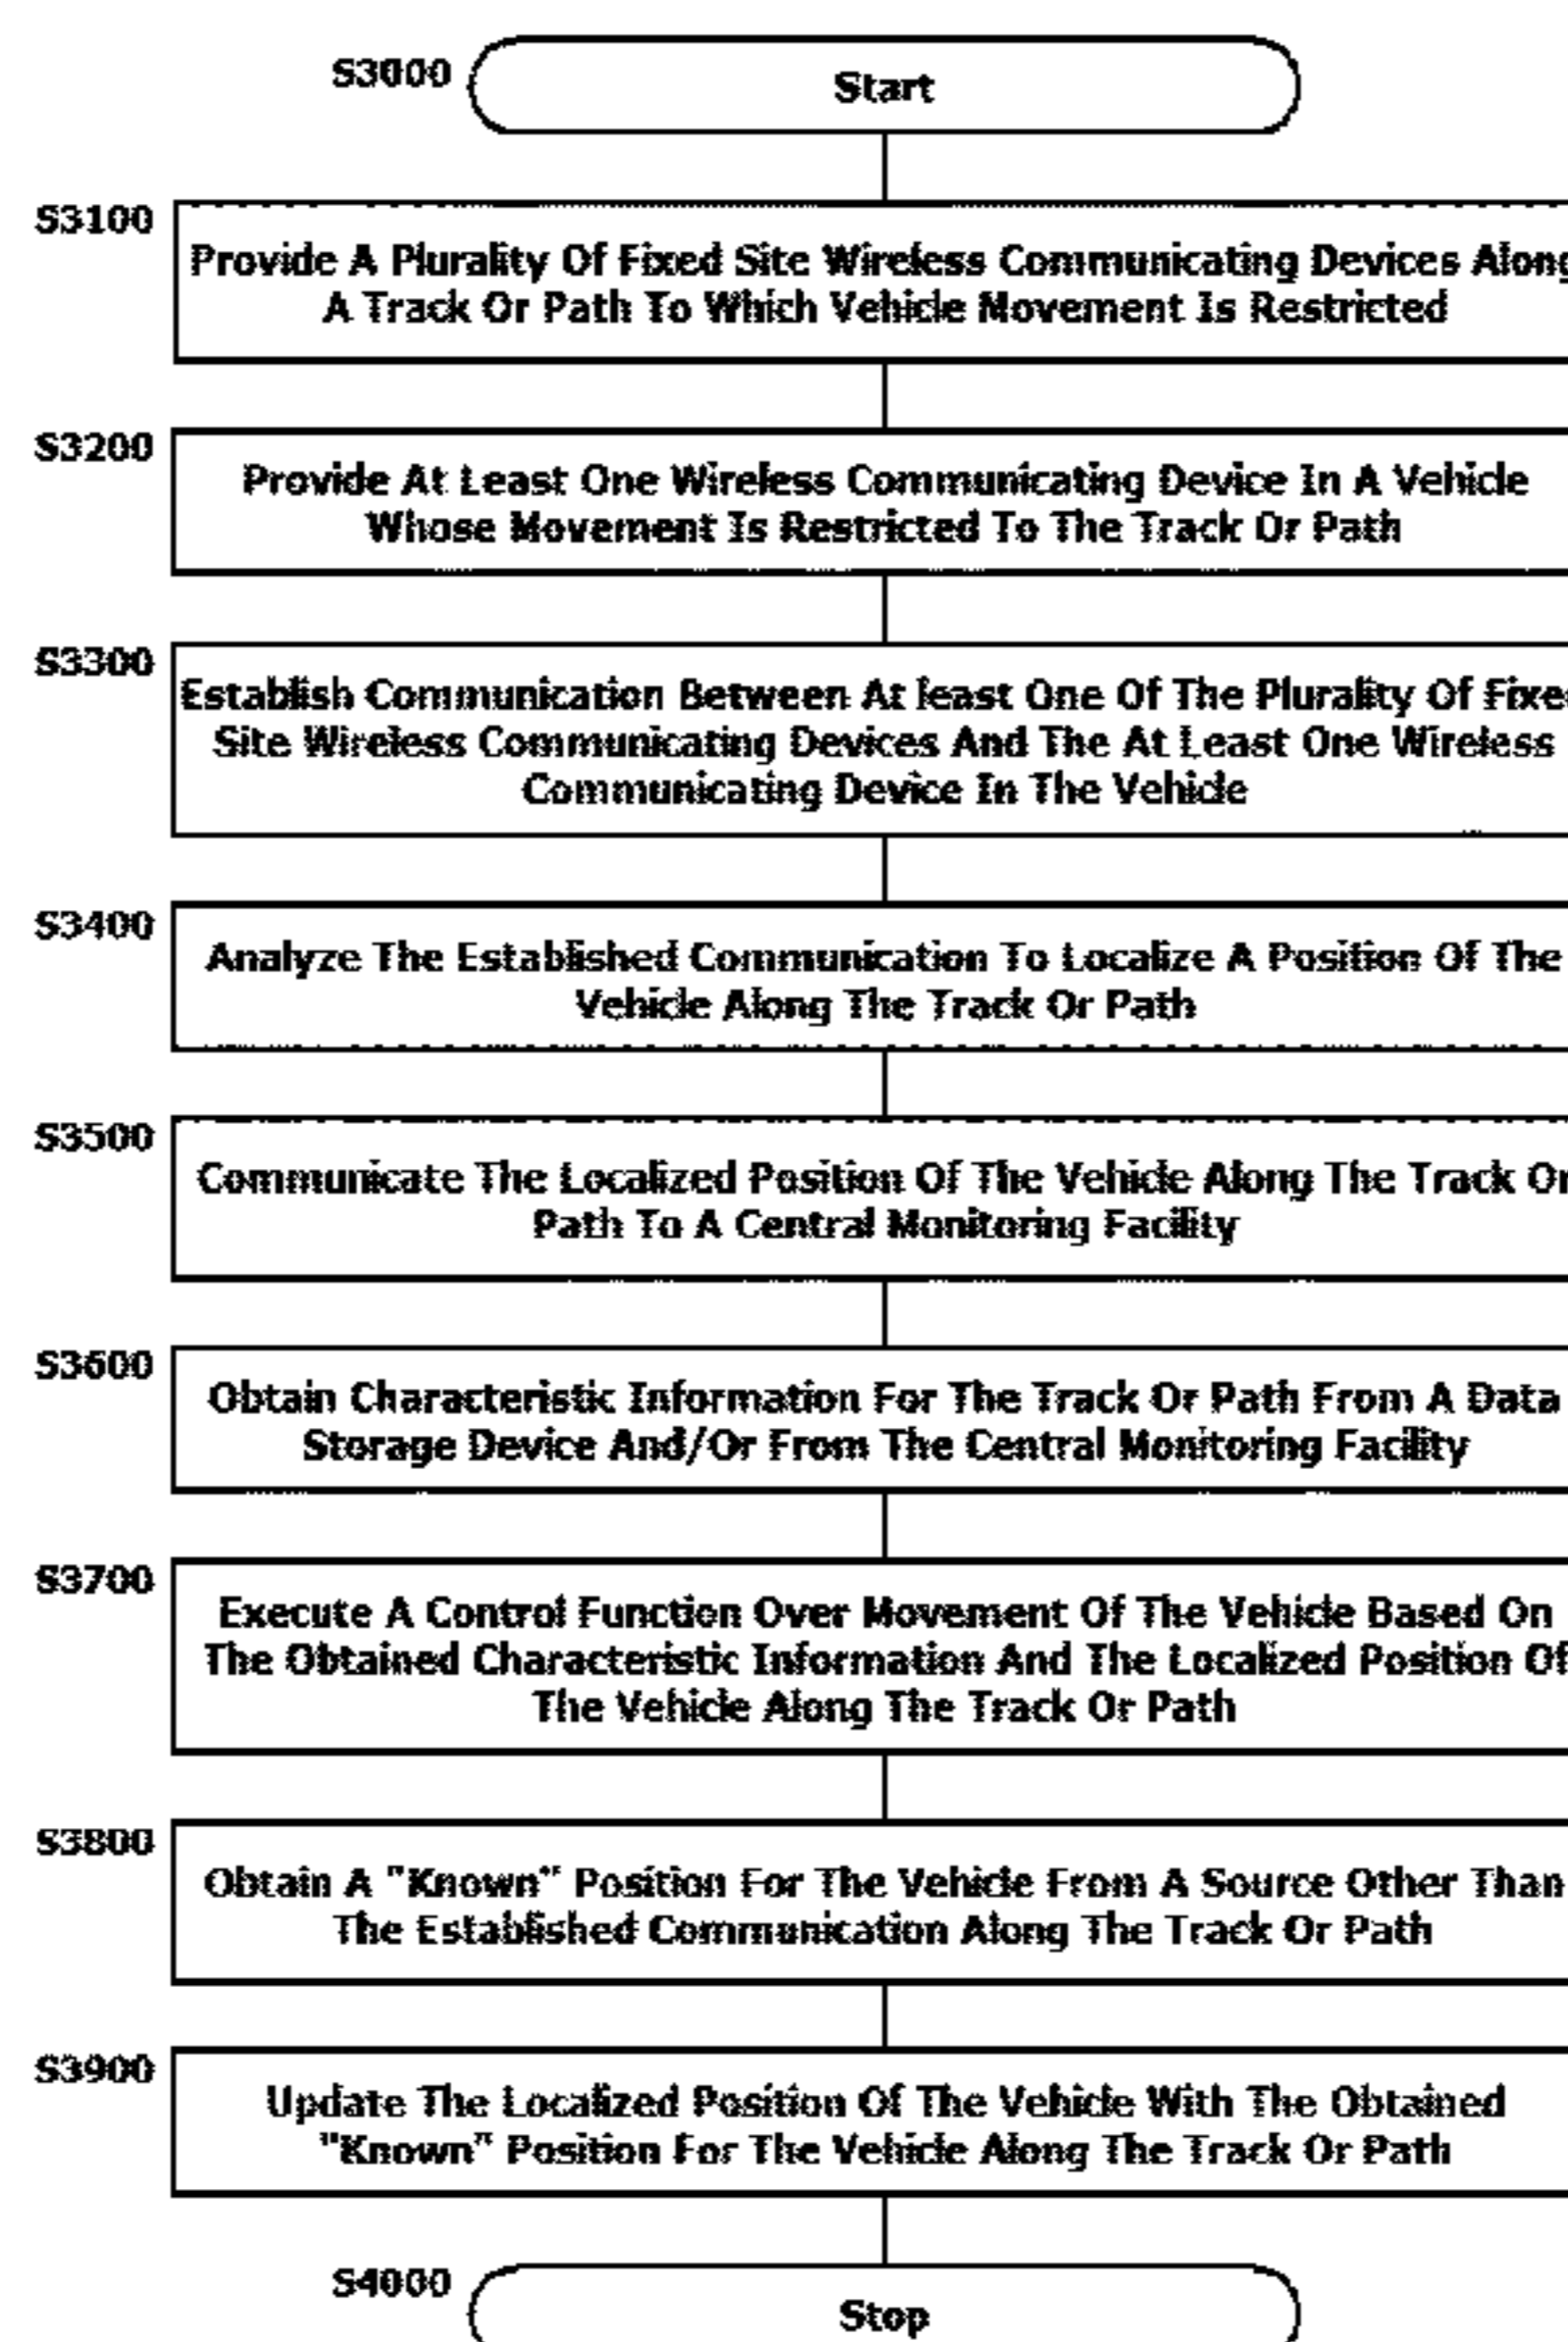 S3000
Start
S3100
Provide A Plurality Of Fixed Site Wireless Communicating Devices Along
A Track Or Path To Which Vehicle Movement Is Restricted
S3200
Provide At Least One Wireless Communicating Device In A Vehicle
Whose Movement Is Restricted To The Track Or Path
S3300
Establish Communication Between At least One Of The Plurality Of Fixe
Site Wireless Communicating Devices And The At Least One Wireless
Communicating Device In The Vehicle
S3400
Analyze The Established Communication To Localize A Position Of The
Vehicle Along The Track Or Path
S3500
Communicate The Localized Position Of The Vehicle Along The Track Or
Path To A Central Monitoring Facility
S3600
Obtain Characteristic Information For The Track Or Path From A Data
Storage Device And/Or From The Central Monitoring Facility
S3700
Execute A Control Function Over Movement Of The Vehicle Based On
The Obtained Characteristic Information And The Localized Position Of
The Vehicle Along The Track Or Path
S3800
Obtain A "Known" Position For The Vehicle From A Source Other Than
The Established Communication Along The Track Or Path
S3900
Update The Localized Position Of The Vehicle With The Obtained
"Known" Position For The Vehicle Along The Track Or Path
S4000
Stop